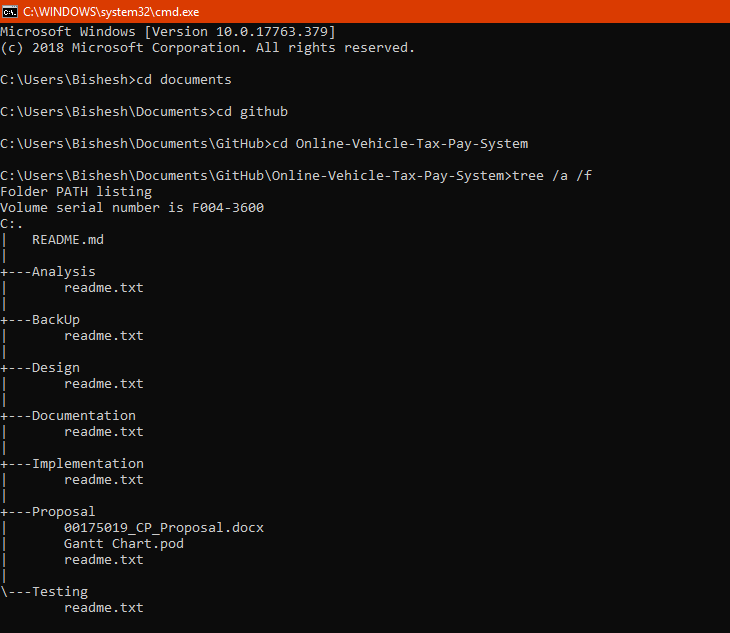 C:\WINDOWS\system32\cmd.exe
Microsoft Windows [Version 10.0.17763.379]
(c) 2018 Microsoft Corporation. All rights reserved.

C:\Users\Bishesh>cd documents

C:\Users\Bishesh\Documents>cd github

C:\Users\Bishesh\Documents\GitHub>cd Online-Vehicle-Tax-Pay-System

C:\Users\Bishesh\Documents\GitHub\Online-Vehicle-Tax-Pay-System>tree /a /f
Folder PATH listing
Volume serial number is F004-3600
C:.
|   README.md
|
+---Analysis
|       readme.txt
|
+---BackUp
|       readme.txt
|
+---Design
|       readme.txt
|
+---Documentation
|       readme.txt
|
+---Implementation
|       readme.txt
|
+---Proposal
|       00175019_CP_Proposal.docx
|       Gantt Chart.pod
|       readme.txt
|
\---Testing
        readme.txt